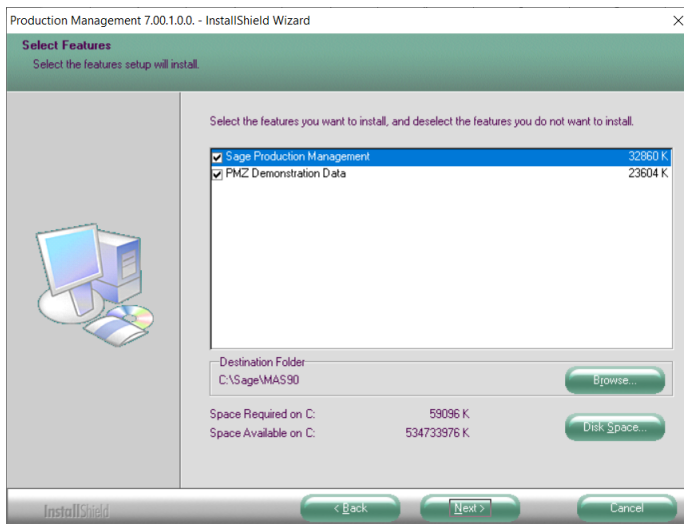 Production Management 7.00.1.0.0. - InstallShield Wizard
Select Features
Select the features setup will install.
Select the features you want to install, and deselect the features you do not want to install.
Sage Production Management 32860 K
PMZ Demonstration Data 23604 K
Destination Folder
C:\Sage\MAS90
Browse...
Space Required on C: 59096 K
Space Available on C: 534733976 K
Disk Space...
InstallShield
< Back
Next >
Cancel